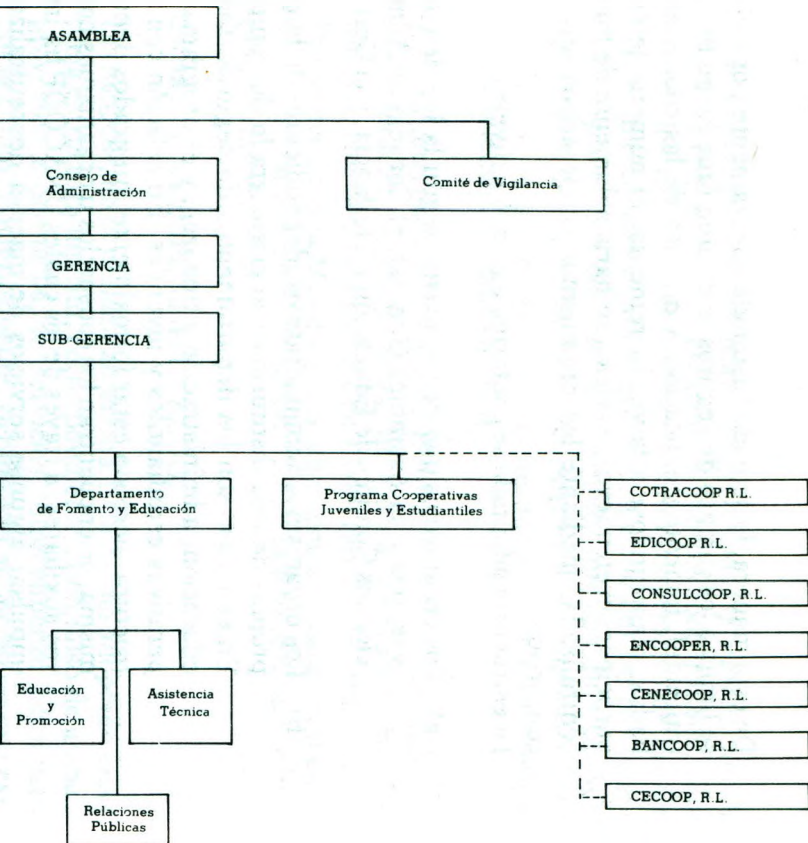 ASAMBLEA
Consejo de
Administración
Comité de Vigilancia
GERENCIA
SUB-GERENCIA
Departamento
de Fomento y Educación
Programa Cooperativas
Juveniles y Estudiantiles
COTRACOOP R.L.
EDICOOP R.L.
CONSULCOOP, R.L.
ENCOOPER, R.L.
CENECOOP, R.L.
BANCOOP, R.L.
CECOOP, R.L.
Educación
y
Promoción
Asistencia
Técnica
Relaciones
Públicas